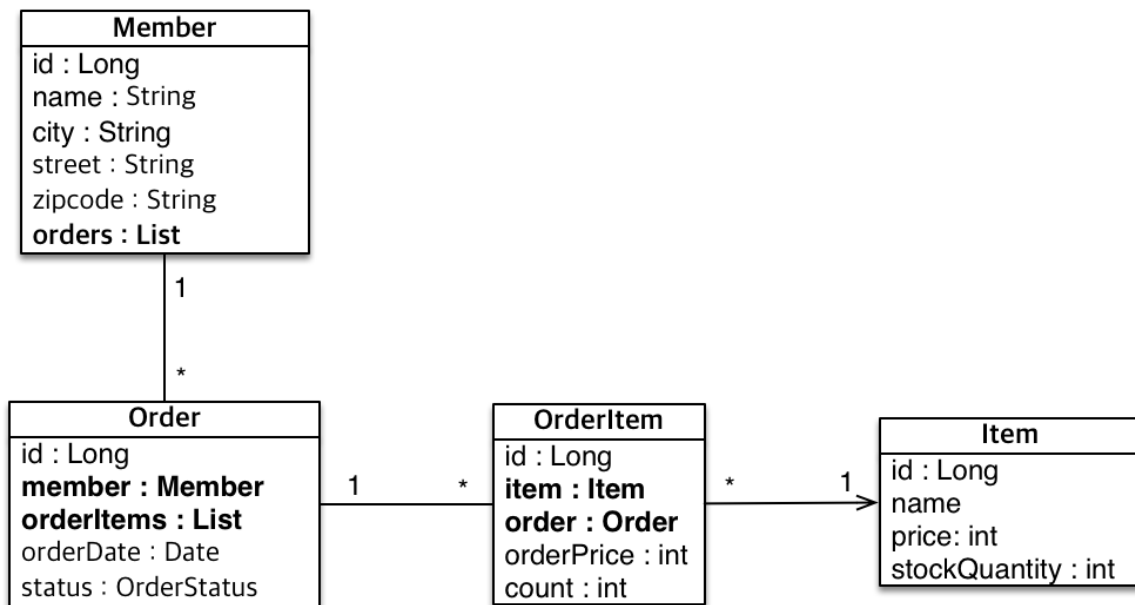 Member
id : Long
name : String
city : String
street : String
zipcode : String
orders : List
1
*
Order
id : Long
member : Member
orderItems : List
orderDate : Date
status : OrderStatus
1
*
OrderItem
id : Long
item : Item
order : Order
orderPrice : int
count : int
*
1
Item
id : Long
name
price: int
stockQuantity : int